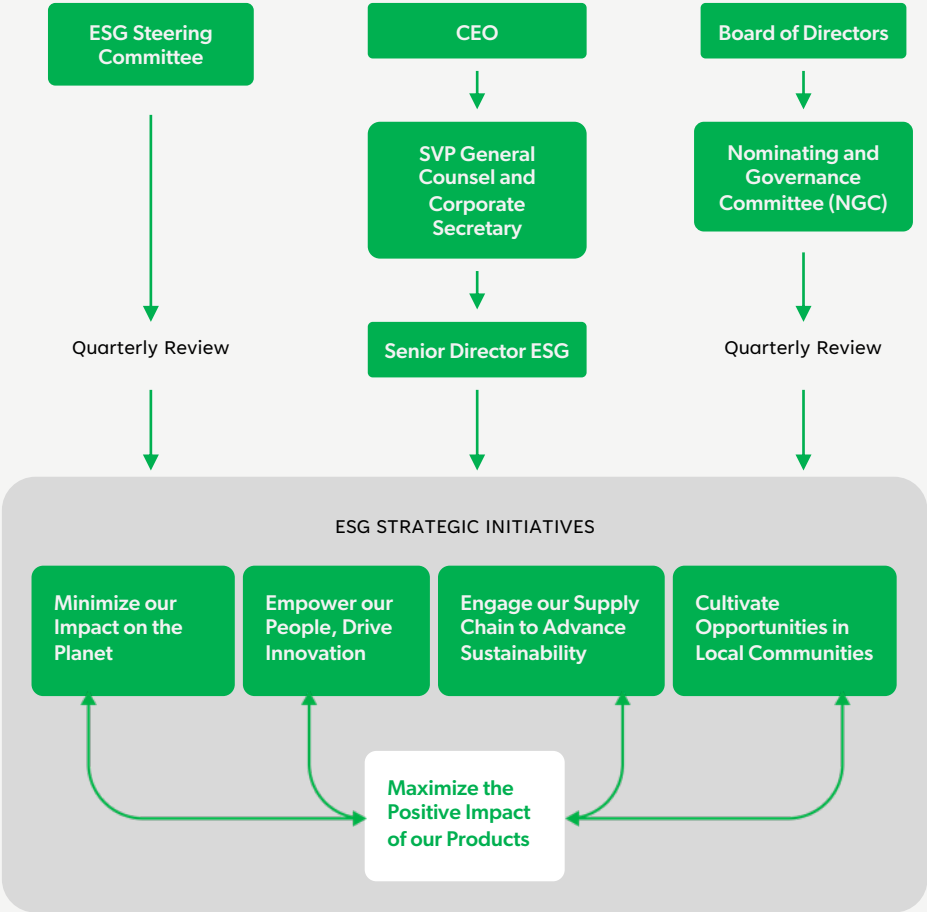 ESG Steering
Committee
CEO
Board of Directors
SVP General
Counsel and
Corporate
Secretary
Nominating and
Governance
Committee (NGC)
Quarterly Review
Senior Director ESG
Quarterly Review
ESG STRATEGIC INITIATIVES
Minimize our
Impact on the
Planet
Empower our
People, Drive
Innovation
Engage our Supply
Chain to Advance
Sustainability
Cultivate
Opportunities in
Local Communities
Maximize the
Positive Impact
of our Products